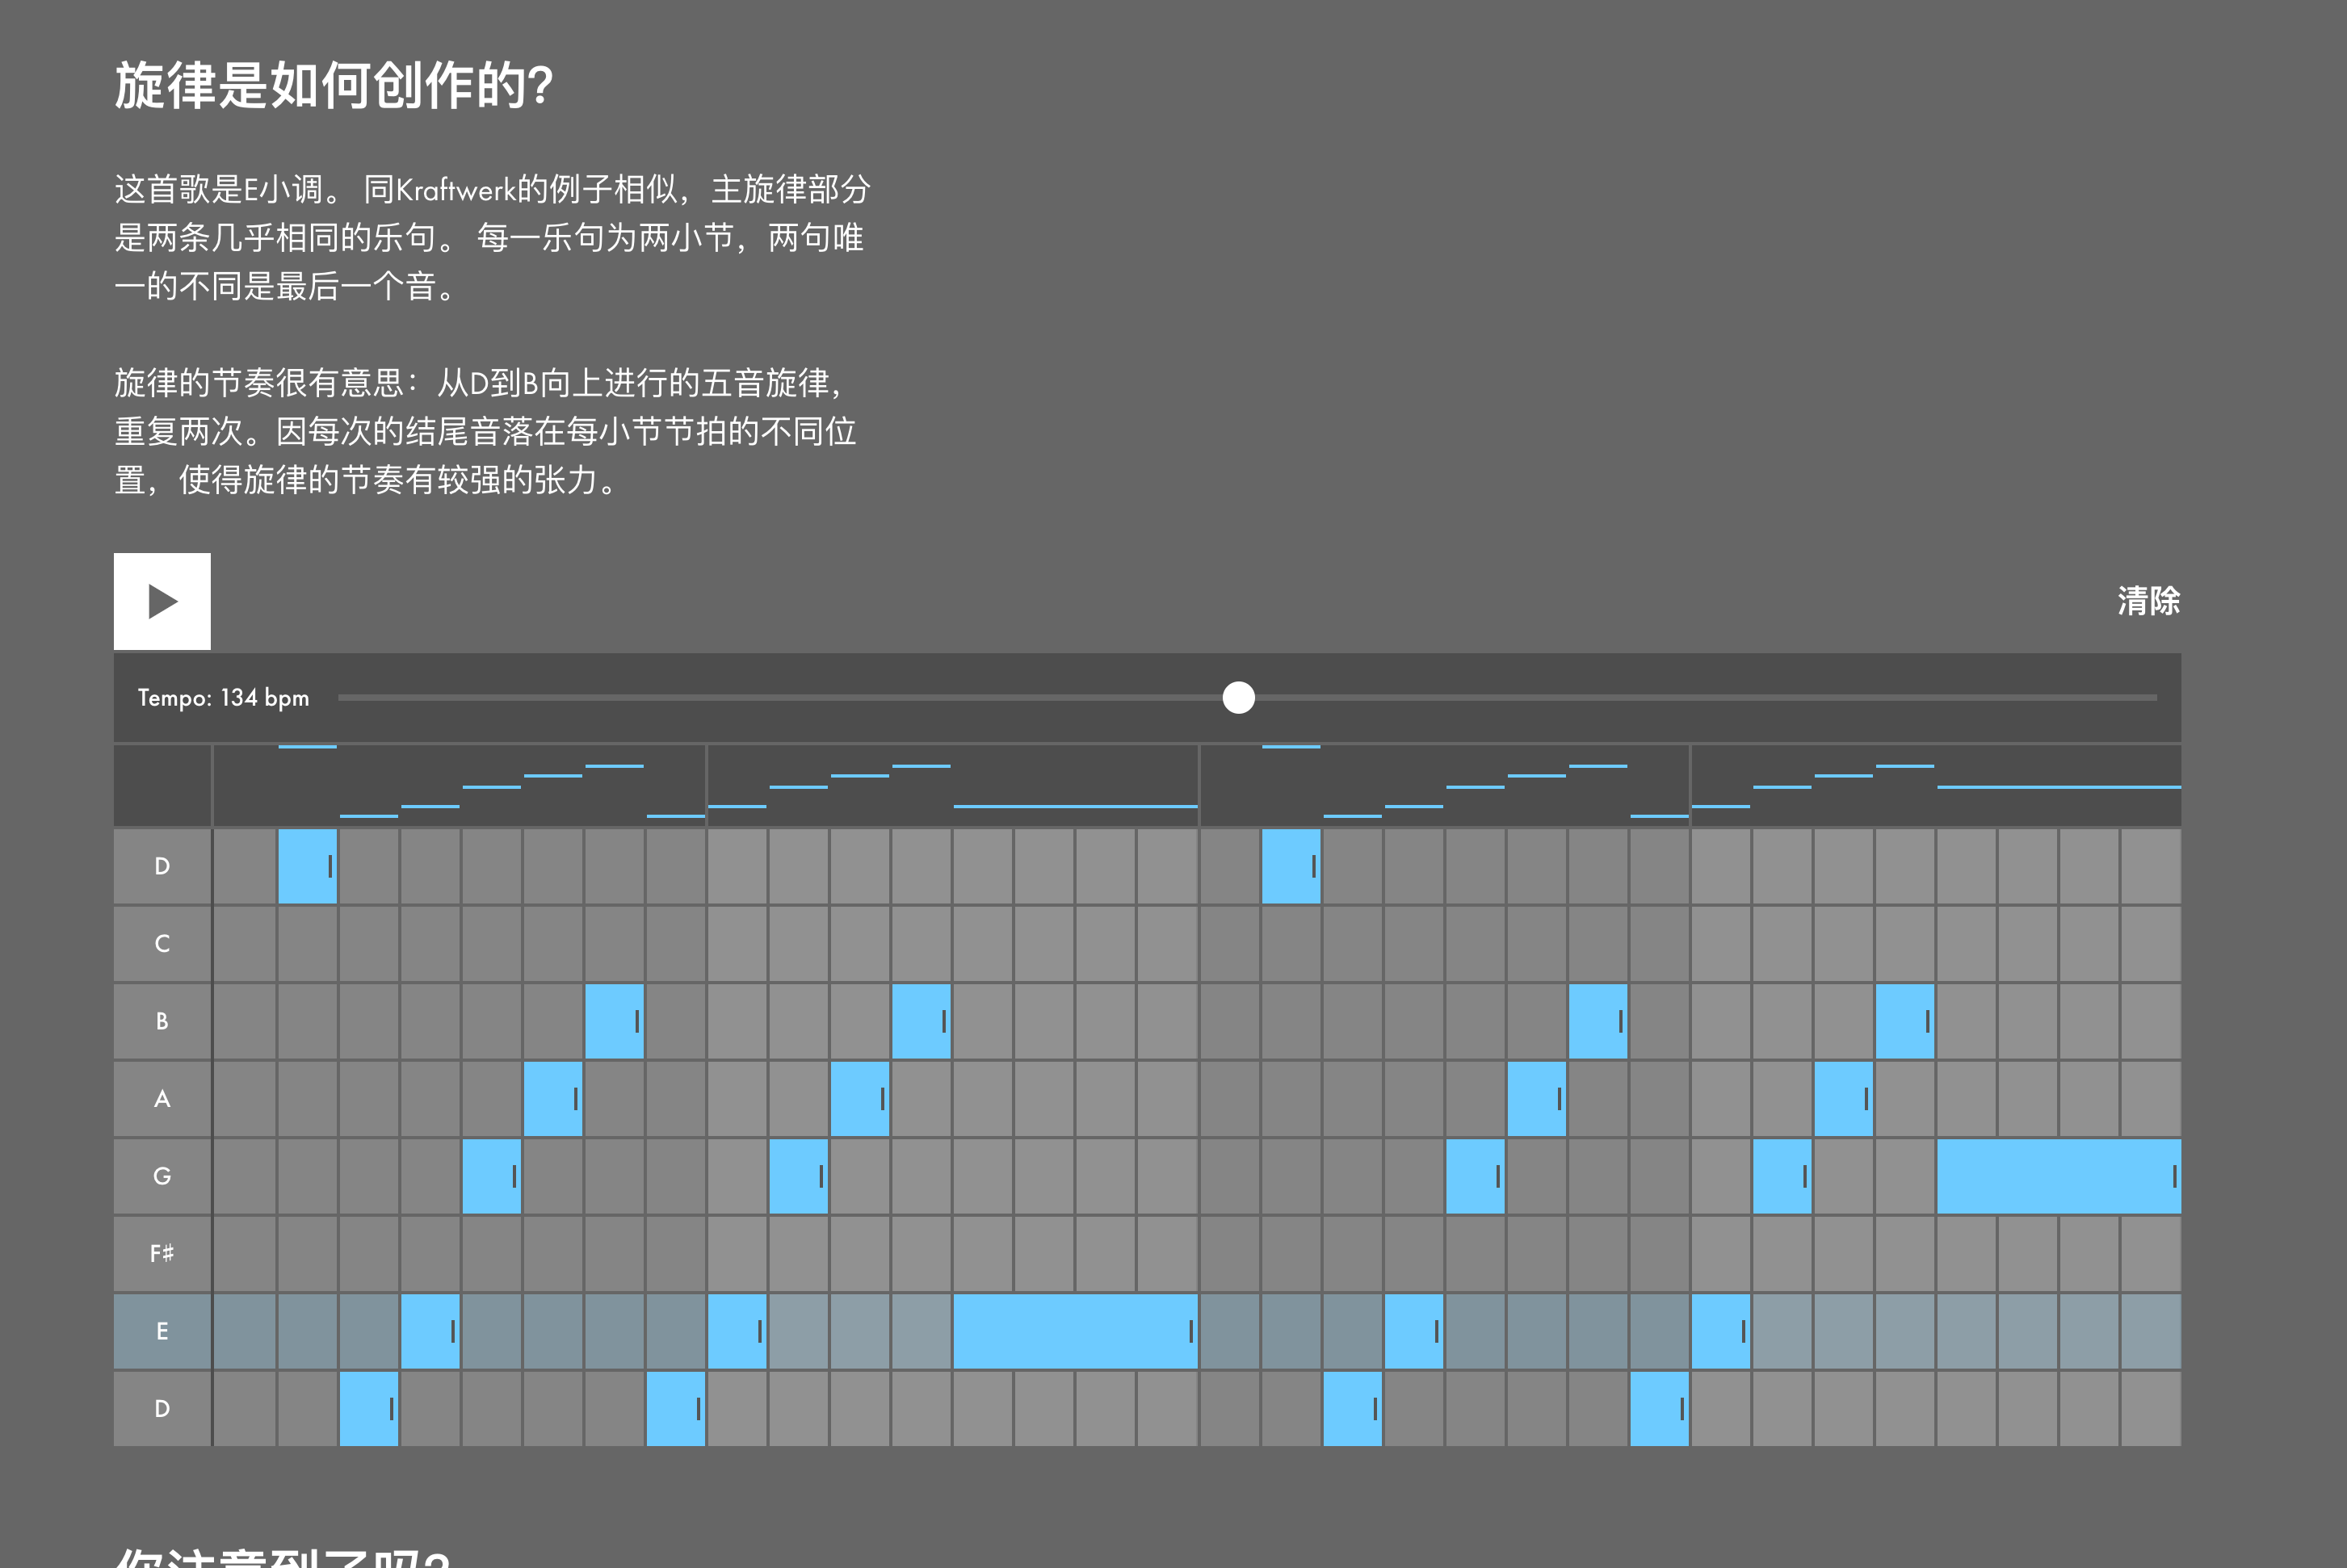 旋律是如何创作的?
这首歌是E小调。 同Kraftwerk的例子相似，主旋律部分
是两条几乎相同的乐句。 每一乐句为两小节，两句唯
一的不同是最后一个音。
旋律的节奏很有意思：从D到B向上进行的五音旋律，
重复两次。因每次的结尾音落在每小节节拍的不同位
置，使得旋律的节奏有较强的张力。
清除
Tempo: 134 bpm
D
C
B
A
G
F♯
E
D
你注意到了吗?